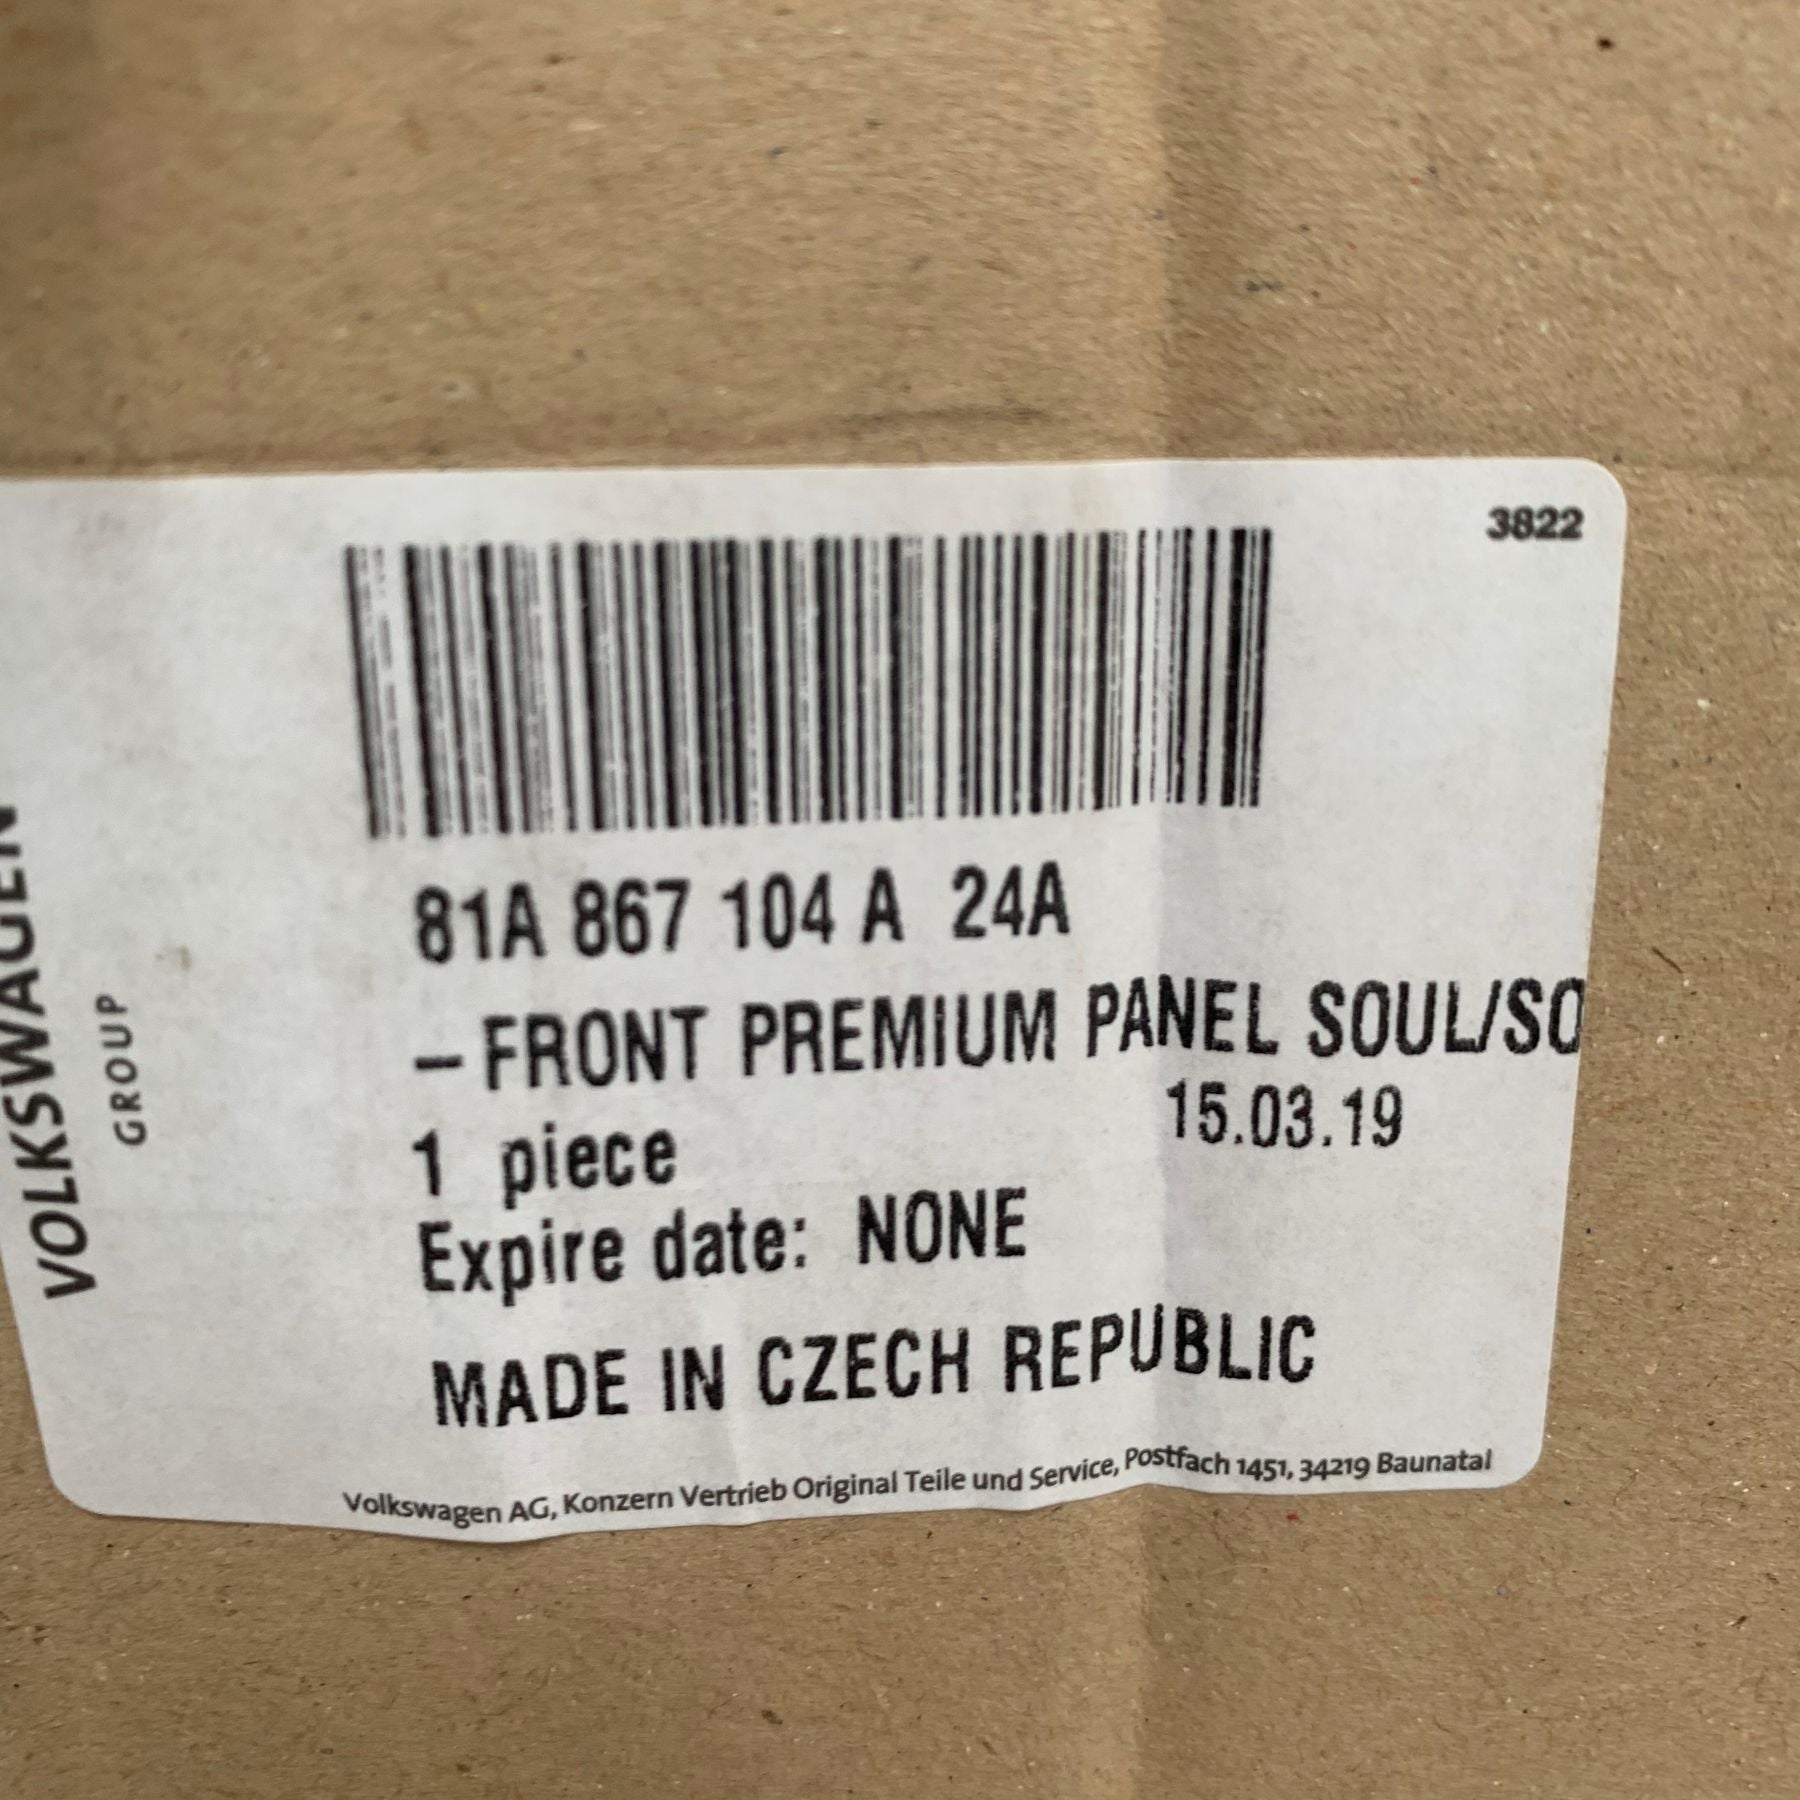 3822
81A 867 104 A 24A
– FRONT PREMIUM PANEL SOUL/SO
15.03.19
1 piece
Expire date: NONE
MADE IN CZECH REPUBLIC
Volkswagen AG, Konzern Vertrieb Original Teile und Service, Postfach 1451, 34219 Baunatal
VOLKSWAGEN
GROUP